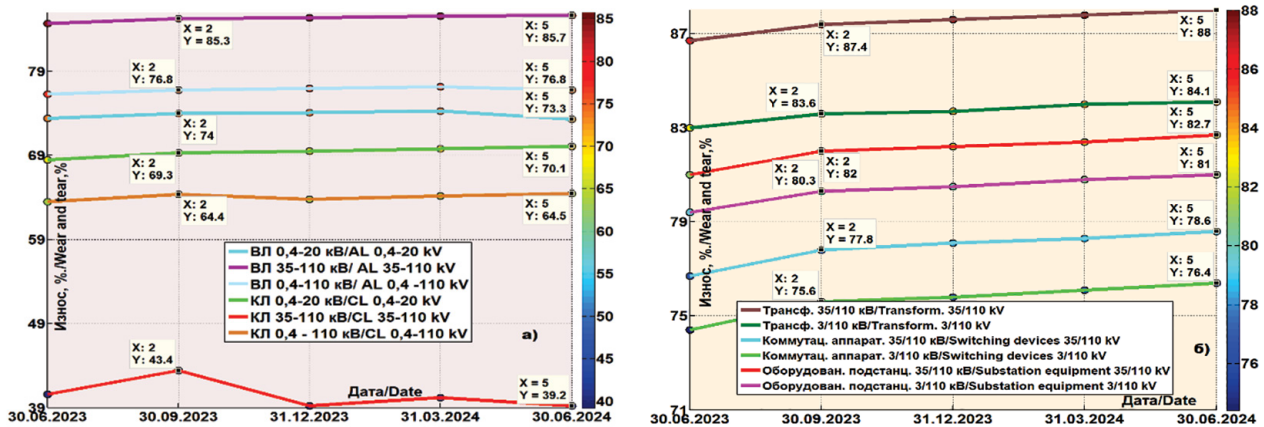 Износ, %./Wear and tear,%
79
69
59
49
39
X = 2
Y = 85.3
X: 5
Y: 85.7
X: 2
Y: 76.8
X: 5
Y: 76.8
X: 2
Y: 74
X: 5
Y: 73.3
X: 2
Y: 69.3
X: 5
Y: 70.1
X: 2
Y: 64.4
X: 5
Y: 64.5
ВЛ 0,4-20 кВ/AL 0,4-20 kV
ВЛ 35-110 кВ/ AL 35-110 kV
ВЛ 0,4-110 кВ/ AL 0,4 -110 kV
КЛ 0,4-20 кВ/CL 0,4-20 kV
КЛ 35-110 кВ/CL 35-110 kV
КЛ 0,4 - 110 кВ/CL 0,4-110 kV
а)
X: 2
Y: 43.4
X = 5
Y = 39.2
Дата/Date
30.06.2023
30.09.2023
31.12.2023
31.03.2024
30.06.2024
85
80
75
70
65
60
55
50
45
40
Износ, %./Wear and tear,%
87
83
79
75
71
X: 2
Y: 87.4
X: 5
Y: 88
X = 2
Y = 83.6
X: 5
Y: 84.1
X: 2
Y: 82
X: 5
Y: 82.7
X: 2
Y: 80.3
X: 5
Y: 81
X = 2
Y = 77.8
X: 5
Y: 78.6
X: 2
Y: 75.6
X: 5
Y: 76.4
Трансф. 35/110 кВ/Transform. 35/110 kV
Трансф. 3/110 кВ/Transform. 3/110 kV
Коммутац. аппарат. 35/110 кВ/Switching devices 35/110 kV
Коммутац. аппарат. 3/110 кВ/Switching devices 3/110 kV
Оборудован. подстанц. 35/110 кВ/Substation equipment 35/110 kV
Оборудован. подстанц. 3/110 кВ/Substation equipment 3/110 kV
б)
Дата/Date
30.06.2023
30.09.2023
31.12.2023
31.03.2024
30.06.2024
88
86
84
82
80
78
76